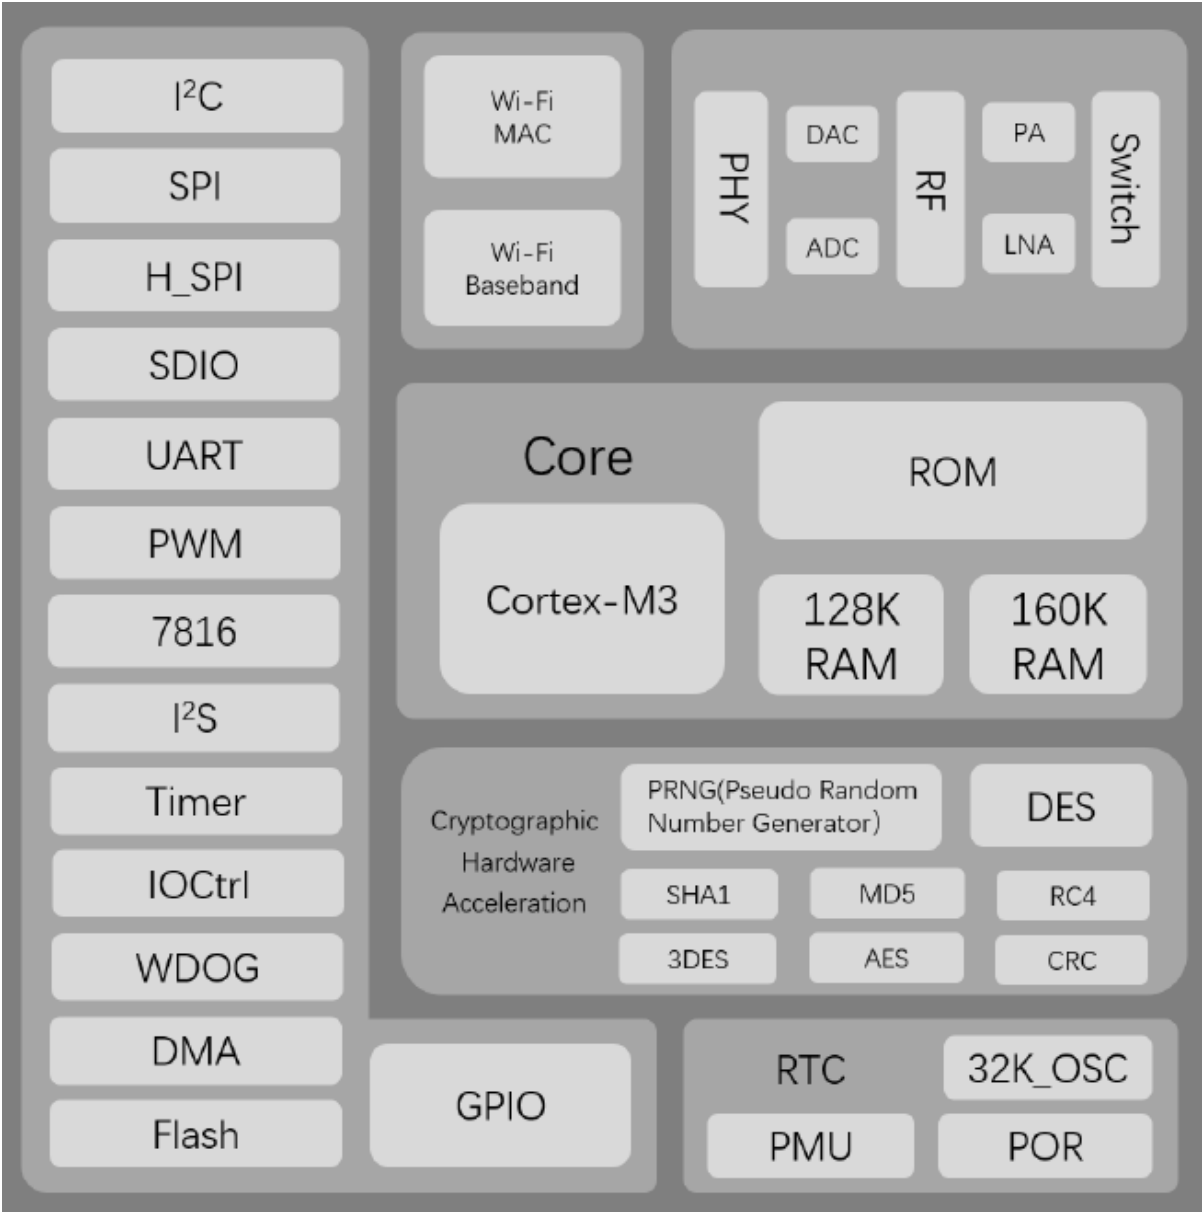 I²C
SPI
H_SPI
SDIO
UART
PWM
7816
I²S
Timer
IOCtrl
WDOG
DMA
Flash
GPIO
Wi-Fi
MAC
Wi-Fi
Baseband
PHY
DAC
ADC
RF
PA
LNA
Switch
Core
Cortex-M3
ROM
128K
RAM
160K
RAM
Cryptographic
Hardware
Acceleration
PRNG(Pseudo Random
Number Generator)
DES
SHA1
MD5
RC4
3DES
AES
CRC
RTC
32K_OSC
PMU
POR